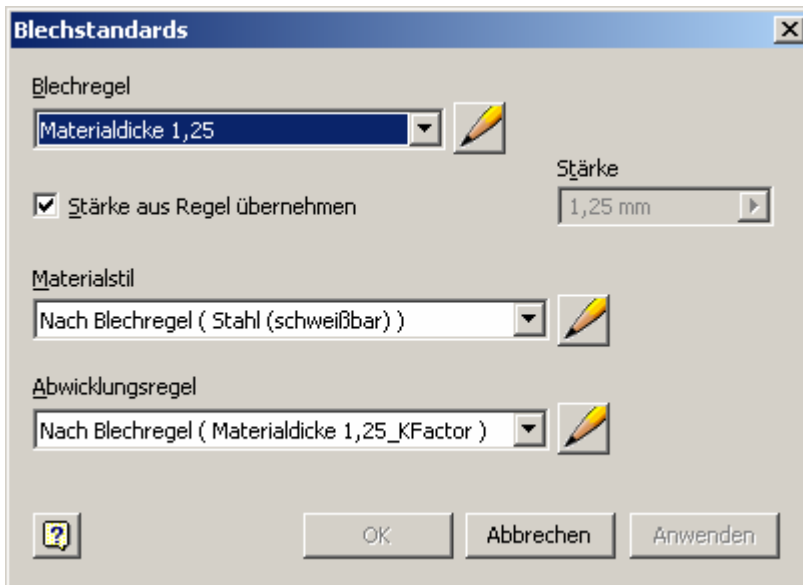 Blechstandards
Blechregel
Materialdicke 1,25
Stärke
Stärke aus Regel übernehmen
1,25 mm
Materialstil
Nach Blechregel ( Stahl (schweißbar) )
Abwicklungsregel
Nach Blechregel ( Materialdicke 1,25_KFactor )
OK Abbrechen Anwenden